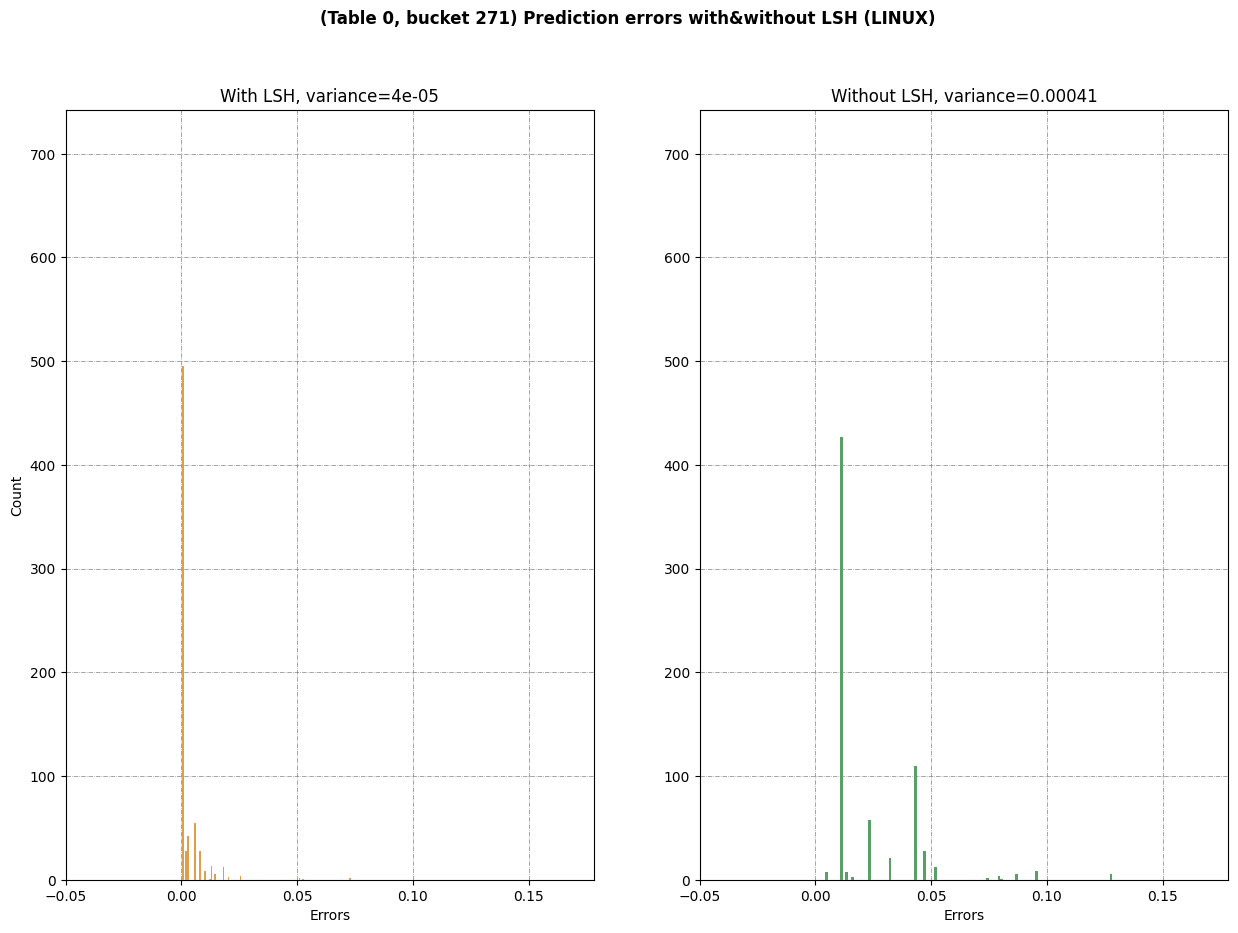 (Table 0, bucket 271) Prediction errors with&without LSH (LINUX)
With LSH, variance=4e-05
700
600
500
400
300
200
100
0
Count
−0.05 0.00 0.05 0.10 0.15
Errors
Without LSH, variance=0.00041
700
600
500
400
300
200
100
0
−0.05 0.00 0.05 0.10 0.15
Errors